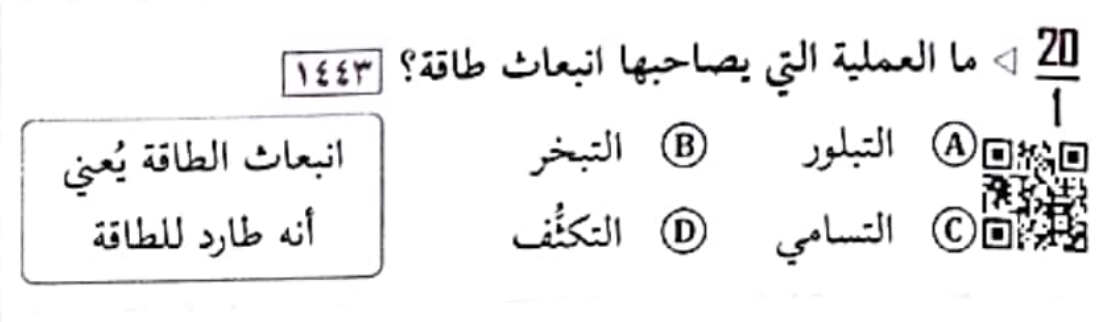 20/1 ◁ ما العملية التي يصاحبها انبعاث طاقة؟ ١٤٤٣
A التبلور B التبخر
C التسامي D التكثُّف
انبعاث الطاقة يُعني
أنه طارد للطاقة